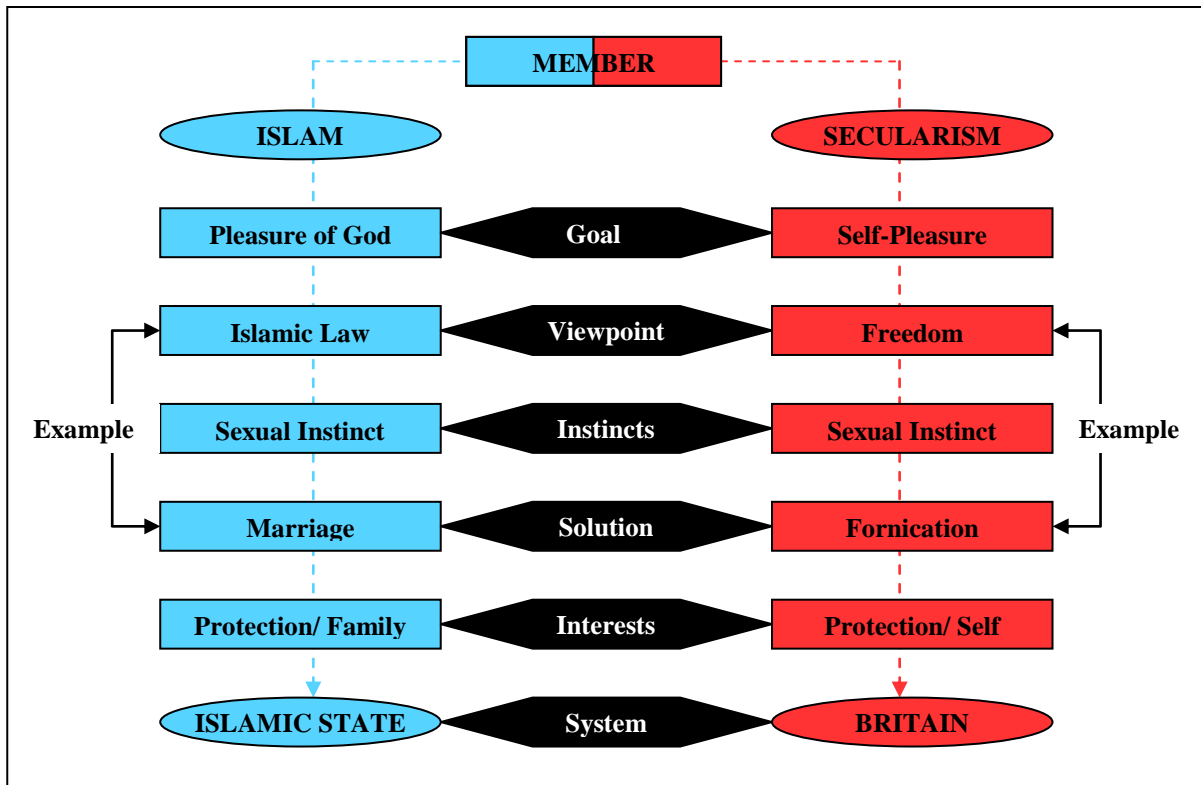 MEMBER
ISLAM
SECULARISM
Pleasure of God
Goal
Self-Pleasure
Islamic Law
Viewpoint
Freedom
Example
Sexual Instinct
Instincts
Sexual Instinct
Example
Marriage
Solution
Fornication
Protection/ Family
Interests
Protection/ Self
ISLAMIC STATE
System
BRITAIN